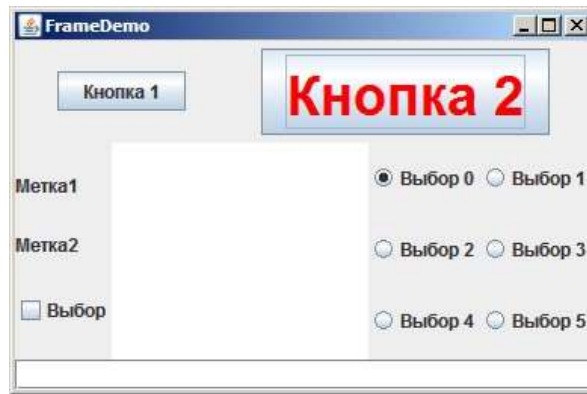 FrameDemo
Кнопка 1
Кнопка 2
Метка1
Метка2
Выбор
Выбор 0 Выбор 1
Выбор 2 Выбор 3
Выбор 4 Выбор 5